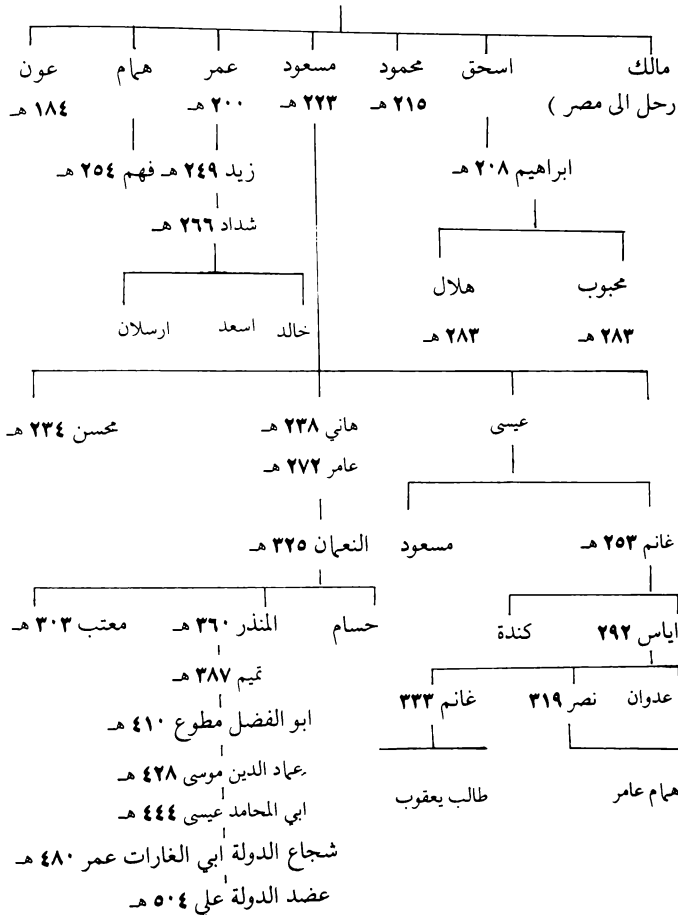 مالك اسحق محمود مسعود عمر همام عون
رحل الى مصر ) ٢١٥ هـ ٢٢٣ هـ ٢٠٠ هـ ١٨٤ هـ
ابراهيم ٢٠٨ هـ زيد ٢٤٩ هـ فهم ٢٥٤ هـ
شداد ٢٦٦ هـ
محبوب هلال
خالد اسعد ارسلان
٢٨٣ هـ ٢٨٣ هـ
عيسى هاني ٢٣٨ هـ محسن ٢٣٤ هـ
عامر ٢٧٢ هـ
غانم ٢٥٣ هـ مسعود النعمان ٣٢٥ هـ
اياس ٢٩٢ كندة حسام المنذر ٣٦٠ هـ معتب ٣٠٣ هـ
تميم ٣٨٧ هـ
عدوان نصر ٣١٩ غانم ٣٣٣
ابو الفضل مطوع ٤١٠ هـ
عماد الدين موسى ٤٢٨ هـ
همام عامر طالب يعقوب
ابي المحامد عيسى ٤٤٤ هـ
شجاع الدولة ابي الغارات عمر ٤٨٠ هـ
عضد الدولة علي ٥٠٤ هـ